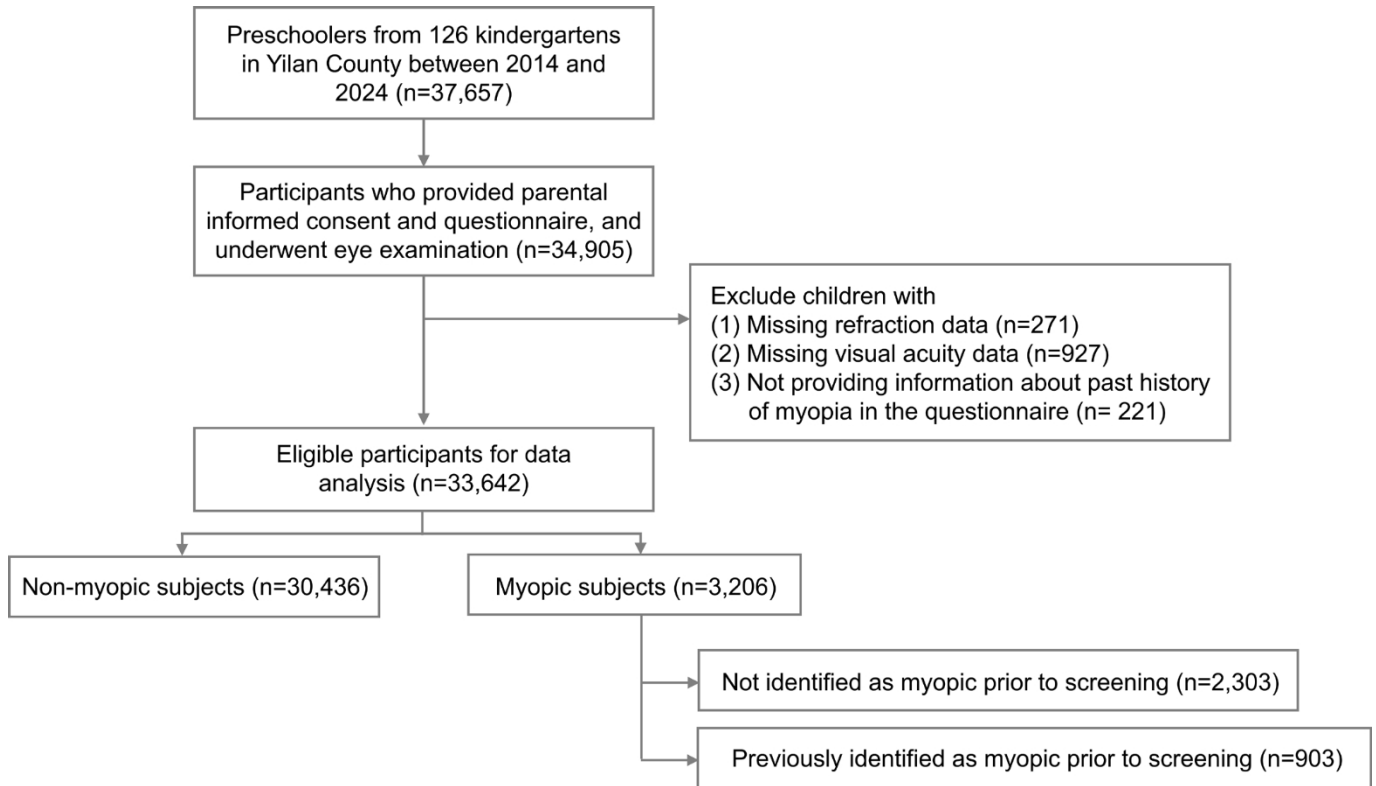 Preschoolers from 126 kindergartens
in Yilan County between 2014 and
2024 (n=37,657)
Participants who provided parental
informed consent and questionnaire, and
underwent eye examination (n=34,905)
Exclude children with
(1) Missing refraction data (n=271)
(2) Missing visual acuity data (n=927)
(3) Not providing information about past history
of myopia in the questionnaire (n= 221)
Eligible participants for data
analysis (n=33,642)
Non-myopic subjects (n=30,436)
Myopic subjects (n=3,206)
Not identified as myopic prior to screening (n=2,303)
Previously identified as myopic prior to screening (n=903)